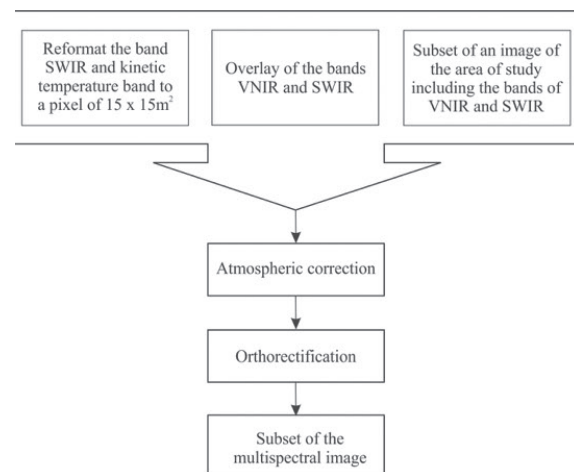 Reformat the band
SWIR and kinetic
temperature band to
a pixel of 15 x 15m²
Overlay of the bands
VNIR and SWIR
Subset of an image of
the area of study
including the bands of
VNIR and SWIR
Atmospheric correction
Orthorectification
Subset of the
multispectral image